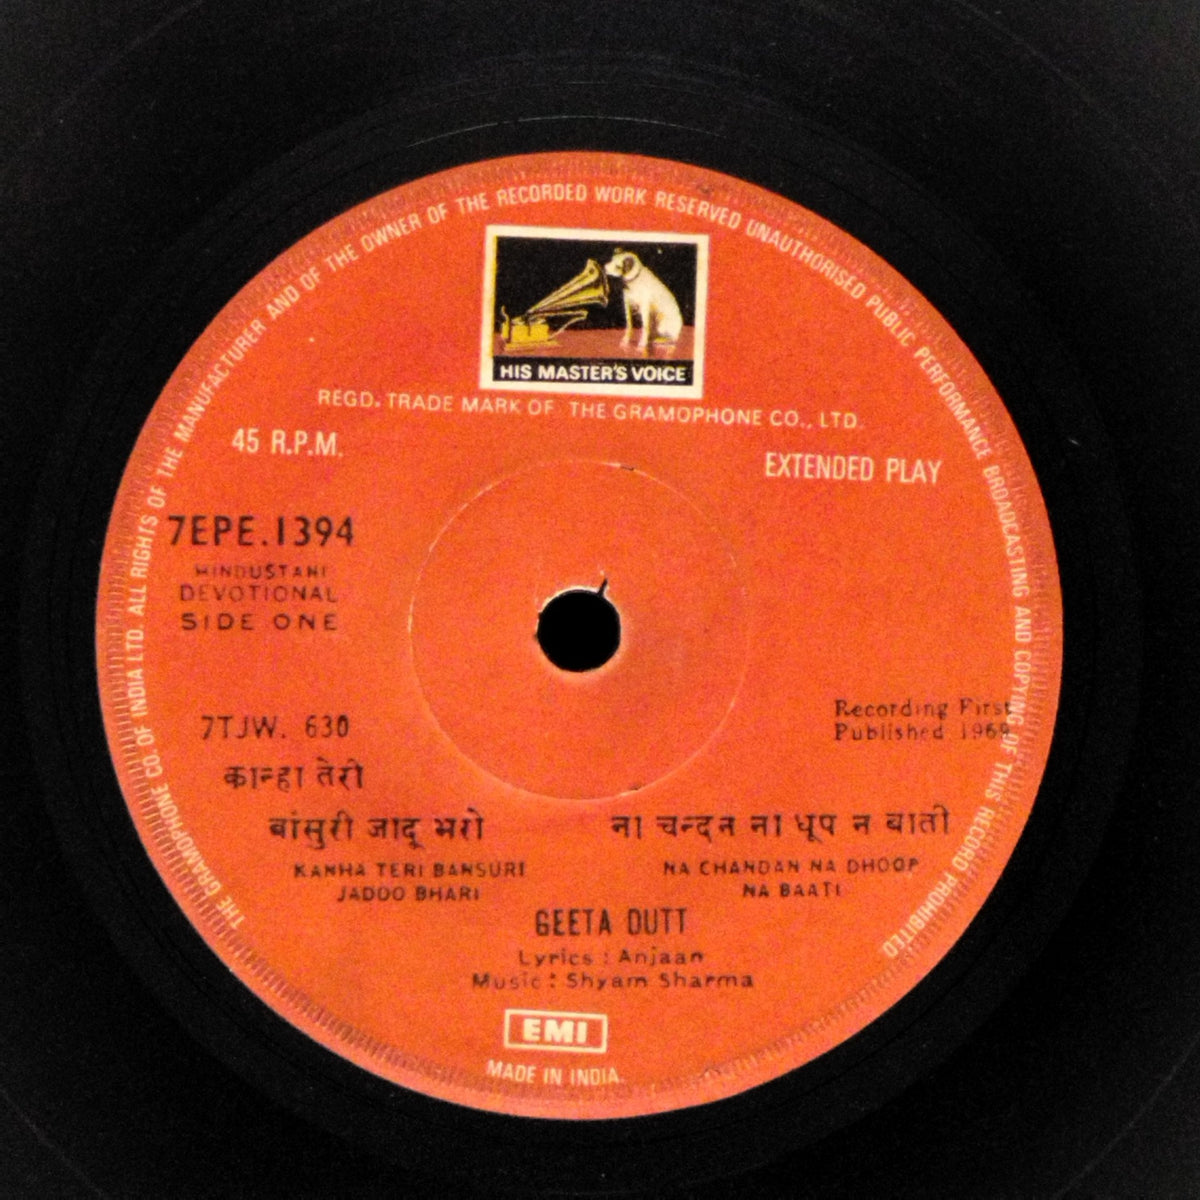 THE GRAMOPHONE CO. OF INDIA LTD. ALL RIGHTS OF THE MANUFACTURER AND OF THE OWNER OF THE RECORDED WORK RESERVED UNAUTHORISED PUBLIC PERFORMANCE BROADCASTING AND COPYING OF THIS RECORD PROHIBITED
HIS MASTER'S VOICE
REGD. TRADE MARK OF THE GRAMOPHONE CO., LTD.
45 R.P.M.
EXTENDED PLAY
7EPE.1394
HINDUSTANI
DEVOTIONAL
SIDE ONE
Recording First
Published 1969
7TJW. 630
कान्हा तेरी
बांसुरी जादू भरी
KANHA TERI BANSURI
JADOO BHARI
ना चन्दन ना धूप न बाती
NA CHANDAN NA DHOOP
NA BAATI
GEETA DUTT
Lyrics : Anjaan
Music : Shyam Sharma
EMI
MADE IN INDIA.